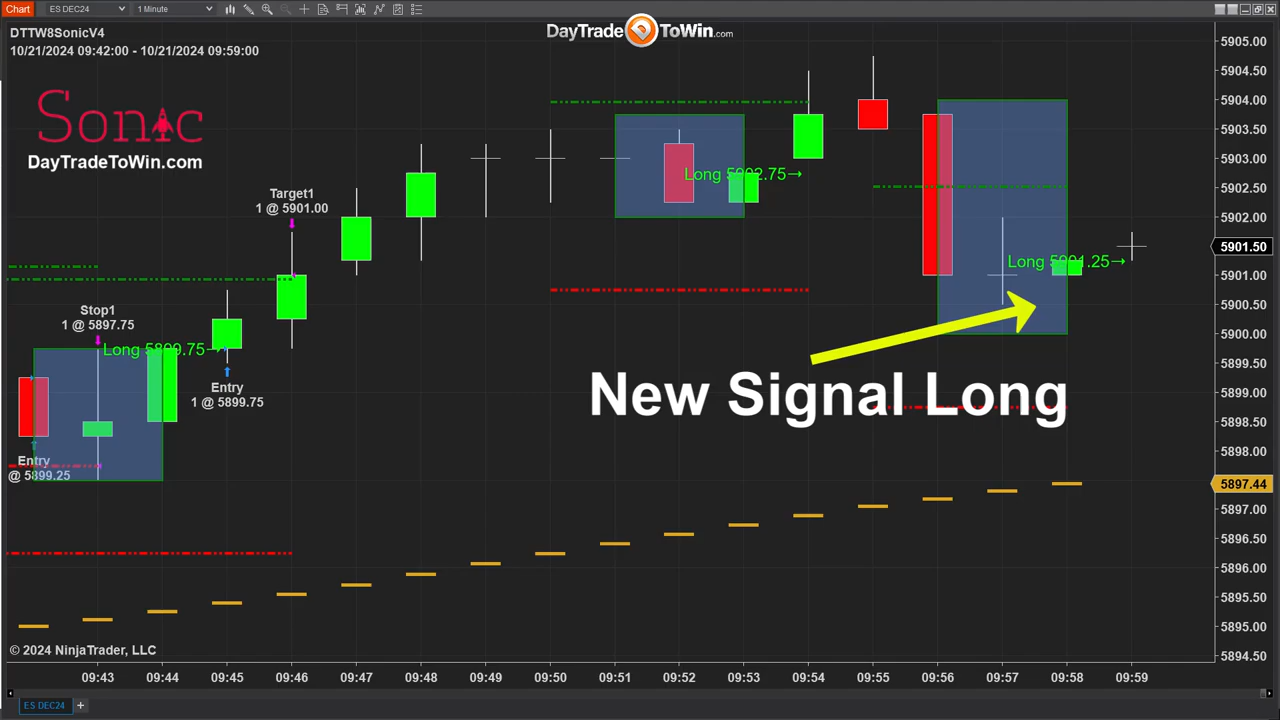 Chart
ES DEC24
1 Minute
DTTW8SonicV4
10/21/2024 09:42:00 - 10/21/2024 09:59:00
DayTradeToWin.com
Sonic
DayTradeToWin.com
Target1
1 @ 5901.00
Stop1
1 @ 5897.75
Long 5899.75→
Entry
1 @ 5899.75
Entry
@ 5899.25
Long 5902.75→
Long 5901.25→
New Signal Long
5905.00
5904.50
5904.00
5903.50
5903.00
5902.50
5902.00
5901.50
5901.00
5900.50
5900.00
5899.50
5899.00
5898.50
5898.00
5897.44
5897.00
5896.50
5896.00
5895.50
5895.00
5894.50
© 2024 NinjaTrader, LLC
09:43 09:44 09:45 09:46 09:47 09:48 09:49 09:50 09:51 09:52 09:53 09:54 09:55 09:56 09:57 09:58 09:59
ES DEC24 +